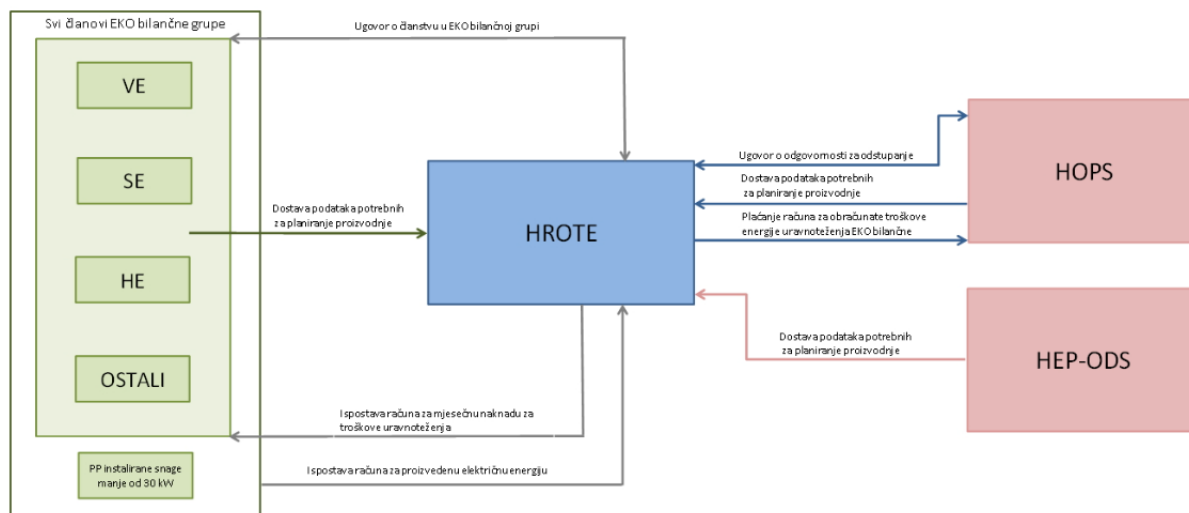 Svi članovi EKO bilančne grupe
VE
SE
HE
OSTALI
PP instalirane snage
manje od 30 kW
Ugovor o članstvu u EKO bilančnoj grupi
Dostava podataka potrebnih
za planiranje proizvodnje
HROTE
Ugovor o odgovornosti za odstupanje
Dostava podataka potrebnih
za planiranje proizvodnje
Plaćanje računa za obračunate troškove
energije uravnoteženja EKO bilančne
HOPS
Dostava podataka potrebnih
za planiranje proizvodnje
HEP-ODS
Ispostava računa za mjesečnu naknadu za
troškove uravnoteženja
Ispostava računa za proizvedenu električnu energiju